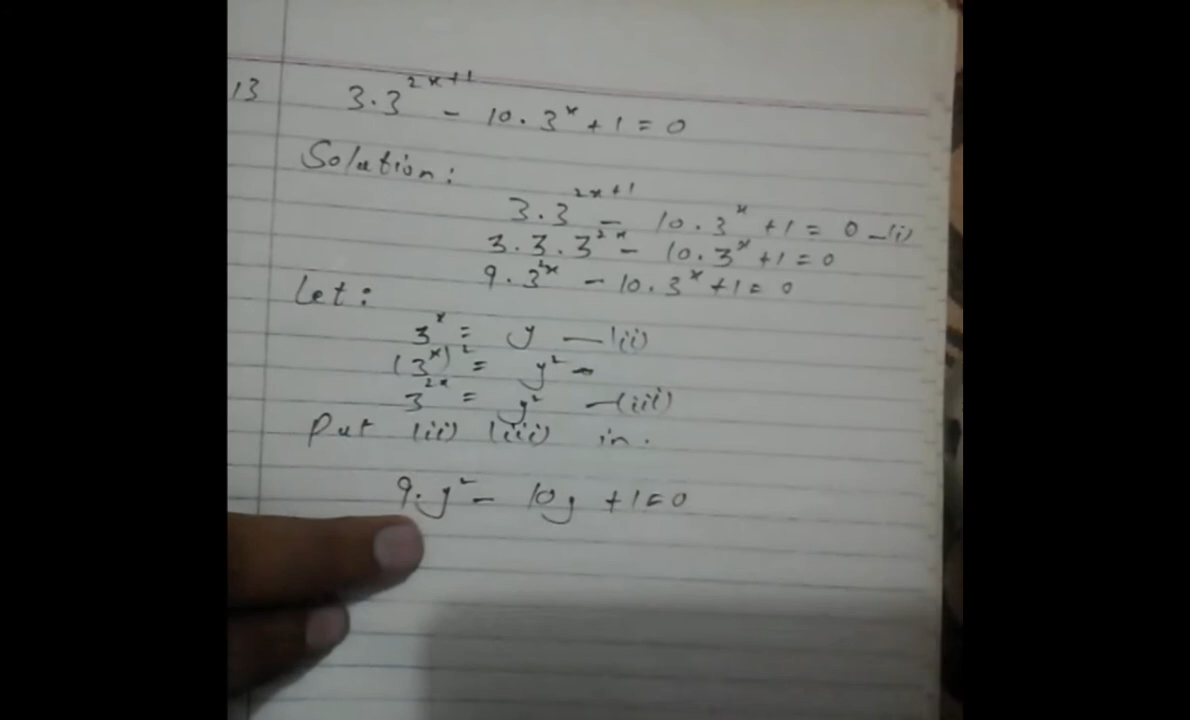 13 3.3^2x+1 - 10.3^x + 1 = 0
Solution:
3.3^2x+1 - 10.3^x + 1 = 0 -(i)
3.3.3^2x - 10.3^x + 1 = 0
9.3^2x - 10.3^x + 1 = 0
Let:
3^x = y —(ii)
(3^x)^2 = y^2 -
3^2x = y^2 —(iii)
Put (ii) (iii) in.
9.y^2 - 10y + 1 = 0